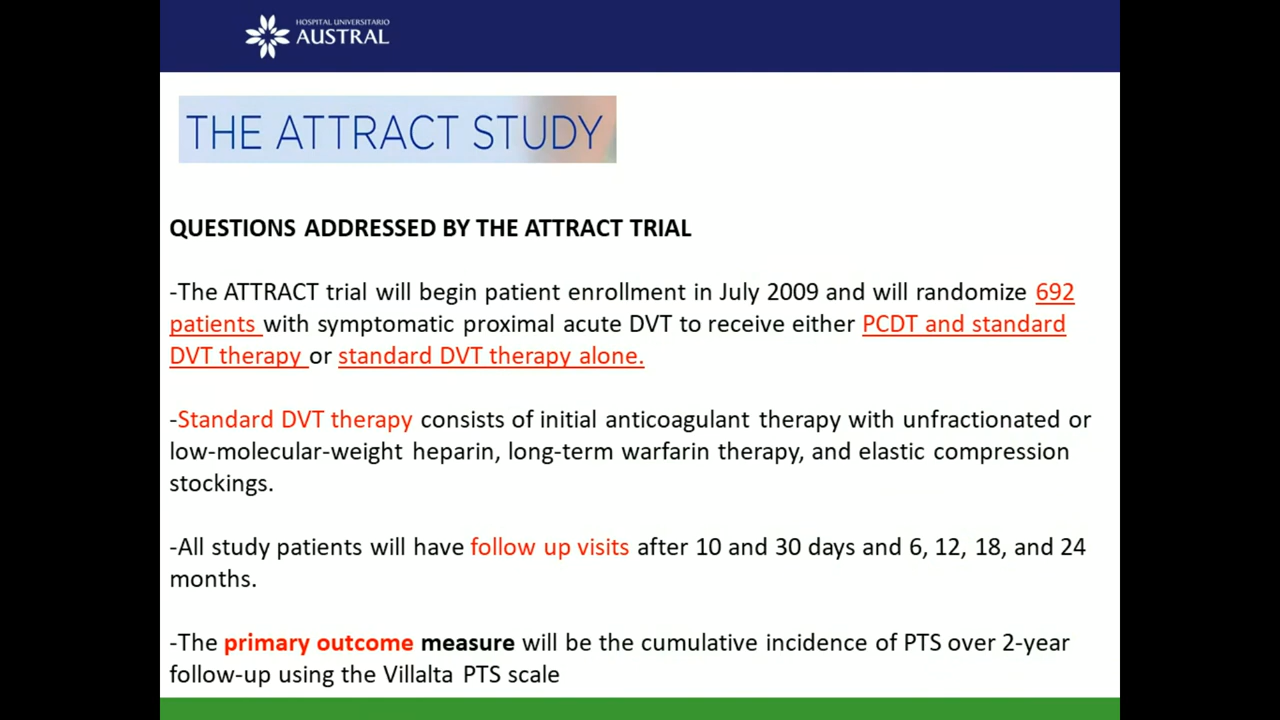 HOSPITAL UNIVERSITARIO
AUSTRAL
THE ATTRACT STUDY
QUESTIONS ADDRESSED BY THE ATTRACT TRIAL
-The ATTRACT trial will begin patient enrollment in July 2009 and will randomize 692
patients with symptomatic proximal acute DVT to receive either PCDT and standard
DVT therapy or standard DVT therapy alone.
-Standard DVT therapy consists of initial anticoagulant therapy with unfractionated or
low-molecular-weight heparin, long-term warfarin therapy, and elastic compression
stockings.
-All study patients will have follow up visits after 10 and 30 days and 6, 12, 18, and 24
months.
-The primary outcome measure will be the cumulative incidence of PTS over 2-year
follow-up using the Villalta PTS scale